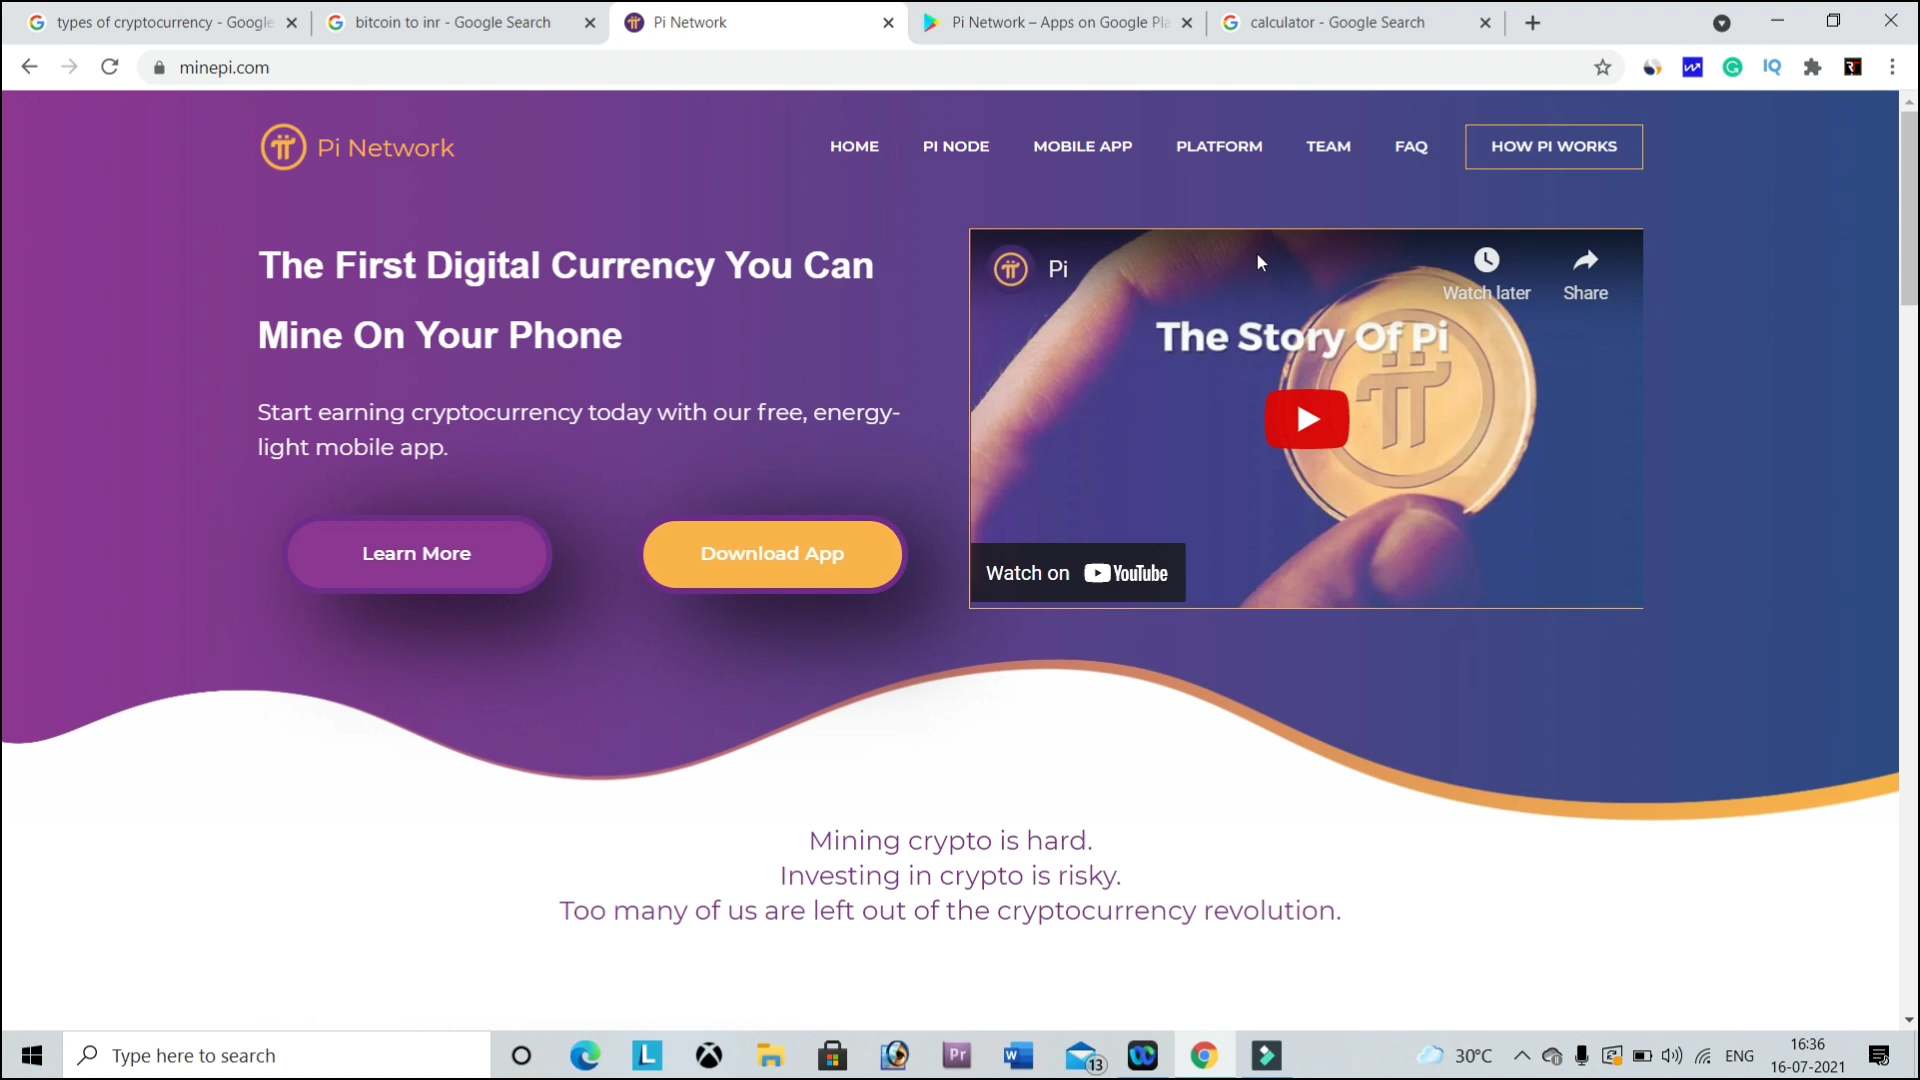 types of cryptocurrency - Google
bitcoin to inr - Google Search
Pi Network
Pi Network – Apps on Google Pla
calculator - Google Search
minepi.com
Pi Network
HOME
PI NODE
MOBILE APP
PLATFORM
TEAM
FAQ
HOW PI WORKS
The First Digital Currency You Can
Mine On Your Phone
Start earning cryptocurrency today with our free, energy-
light mobile app.
Learn More
Download App
Pi
Watch later
Share
The Story Of Pi
Watch on YouTube
Mining crypto is hard.
Investing in crypto is risky.
Too many of us are left out of the cryptocurrency revolution.
Type here to search
L
Pr
W
13
30°C
ENG
16:36
16-07-2021
IQ